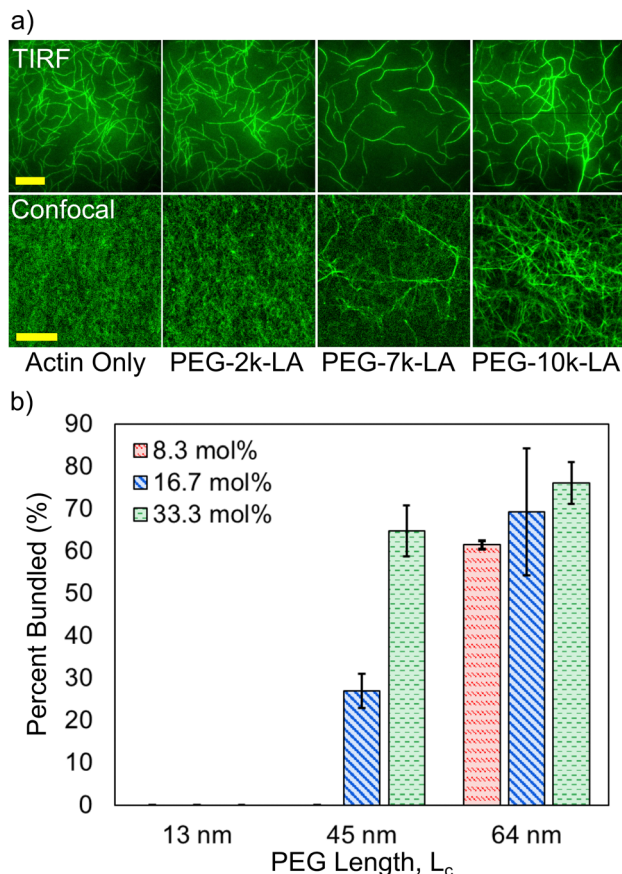 a)
TIRF
Confocal
Actin Only PEG-2k-LA PEG-7k-LA PEG-10k-LA
b)
90
80
70
60
50
40
30
20
10
0
Percent Bundled (%)
8.3 mol%
16.7 mol%
33.3 mol%
13 nm 45 nm 64 nm
PEG Length, L_c